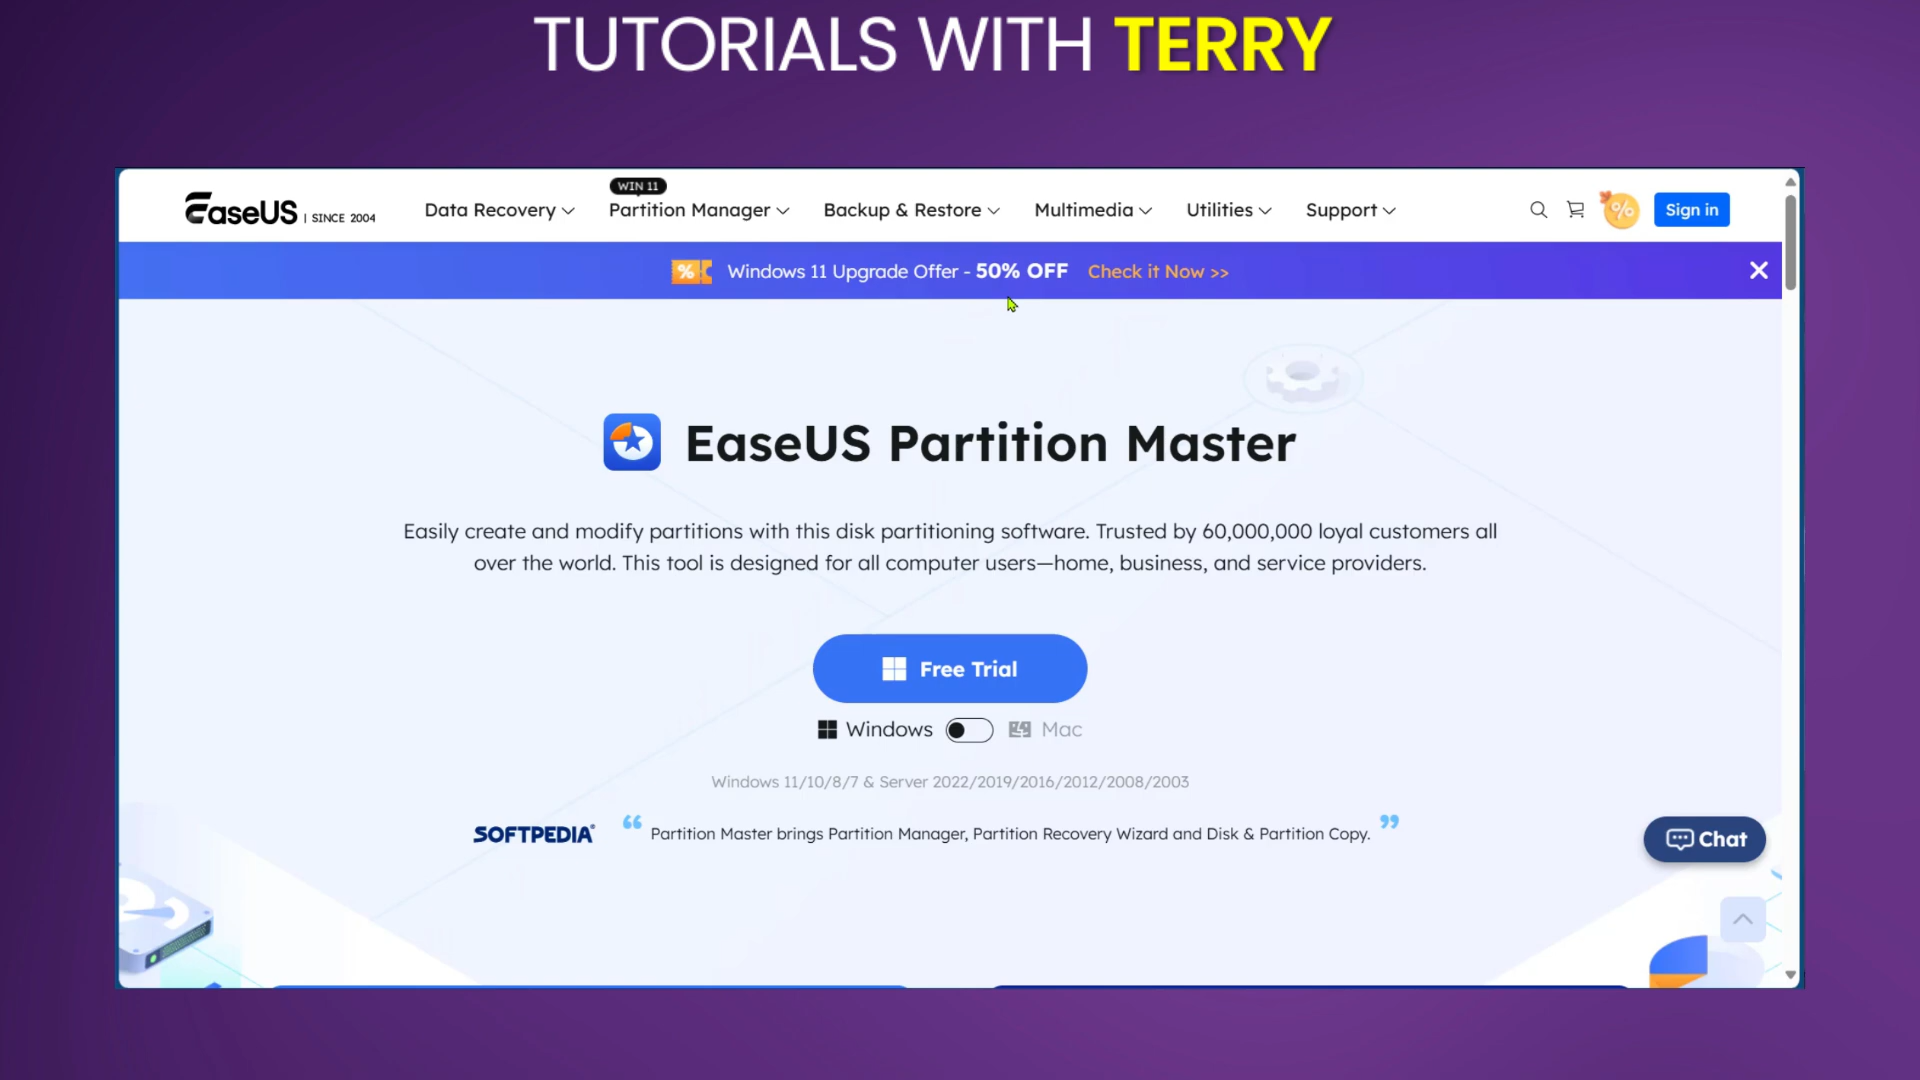 TUTORIALS WITH TERRY
WIN 11
EaseUS | SINCE 2004
Data Recovery
Partition Manager
Backup & Restore
Multimedia
Utilities
Support
%
Sign in
% Windows 11 Upgrade Offer - 50% OFF Check it Now >>
EaseUS Partition Master
Easily create and modify partitions with this disk partitioning software. Trusted by 60,000,000 loyal customers all
over the world. This tool is designed for all computer users—home, business, and service providers.
Free Trial
Windows Mac
Windows 11/10/8/7 & Server 2022/2019/2016/2012/2008/2003
SOFTPEDIA® “ Partition Master brings Partition Manager, Partition Recovery Wizard and Disk & Partition Copy. ”
Chat